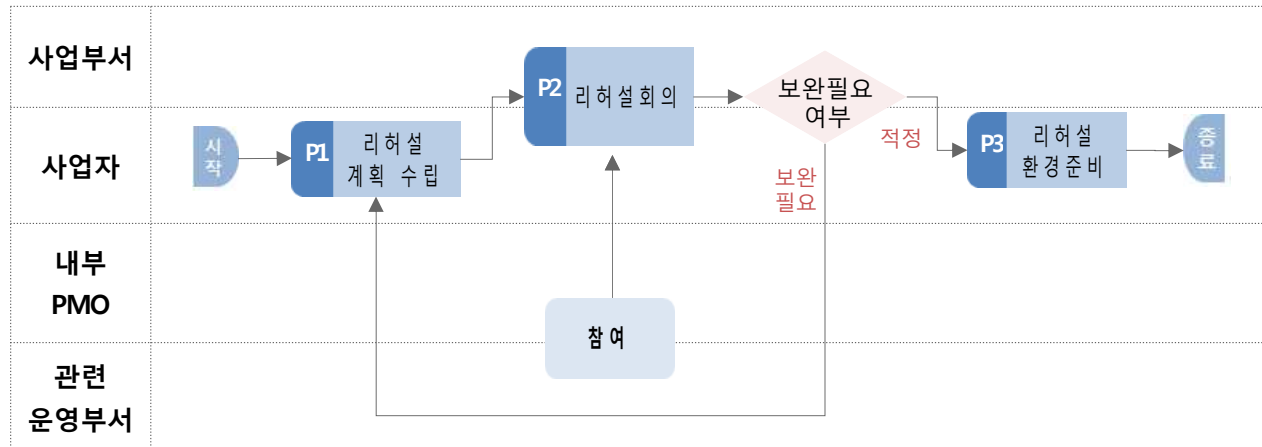 사업부서
P2
리허설회의
보완필요
여부
사업자
시
작
P1
리허설
계획 수립
적정
보완
필요
P3
리허설
환경준비
종
료
내부
PMO
참여
관련
운영부서